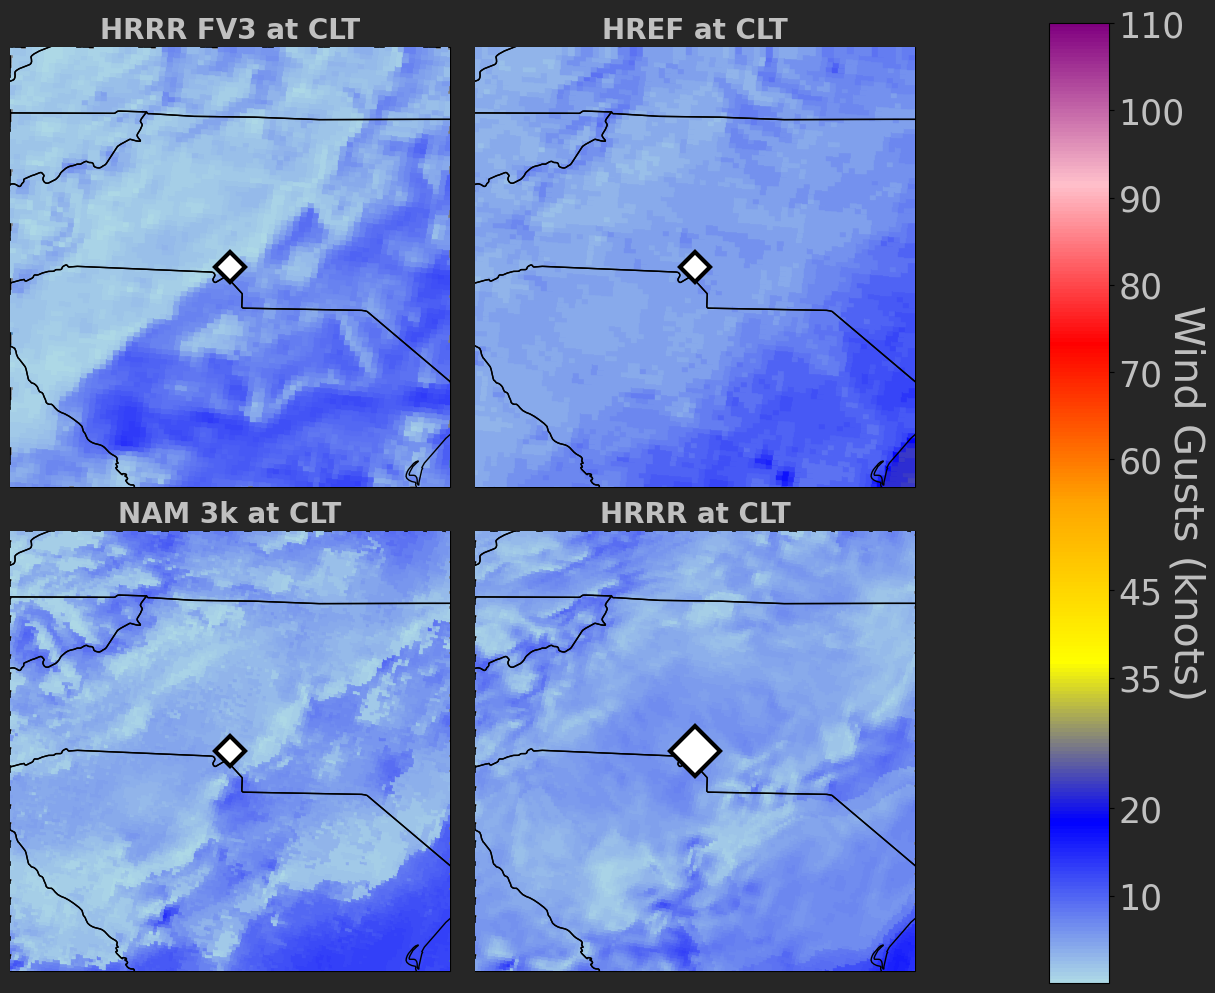 HRRR FV3 at CLT
HREF at CLT
NAM 3k at CLT
HRRR at CLT
110
100
90
80
70
60
45
35
20
10
Wind Gusts (knots)